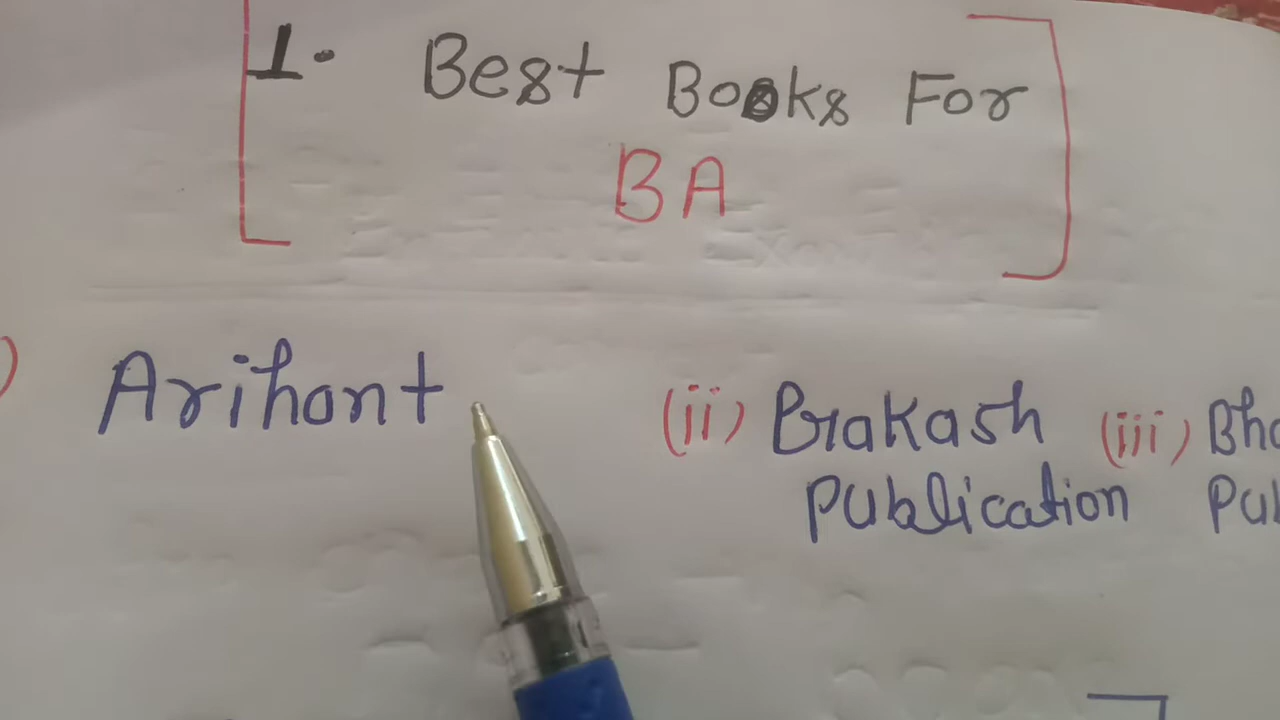 1. Best Books For
BA
) Arihant (ii) Prakash (iii)
Publication